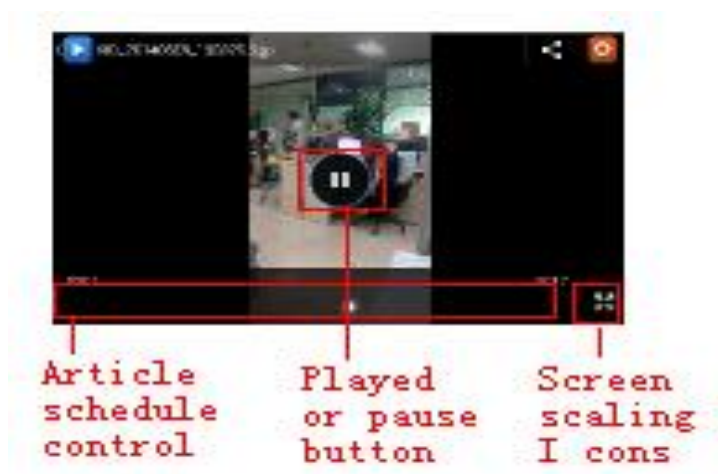 Article
schedule
control
Played
or pause
button
Screen
scaling
I cons